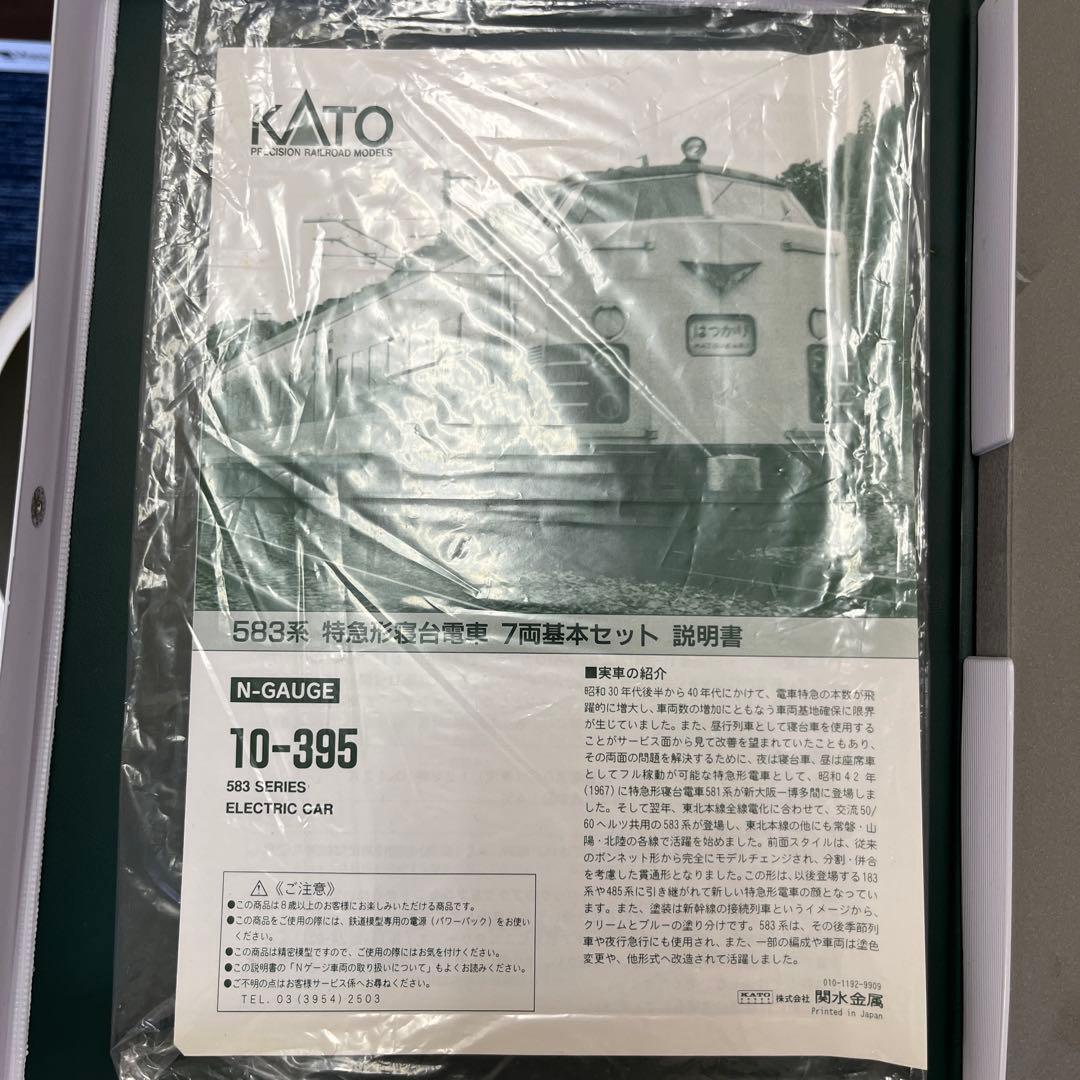 KATO
PRECISION RAILROAD MODELS
はつかり
583系 特急形寝台電車 7両基本セット 説明書
N-GAUGE
10-395
583 SERIES
ELECTRIC CAR
■実車の紹介
昭和30年代後半から40年代にかけて、電車特急の本数が飛
躍的に増大し、車両数の増加にともなう車両基地確保に限界
が生じていました。また、昼行列車として寝台車を使用する
ことがサービス面から見て改善を望まれていたこともあり、
その両面の問題を解決するために、夜は寝台車、昼は座席車
としてフル稼動が可能な特急形電車として、昭和42年
(1967)に特急形寝台電車581系が新大阪ー博多間に登場しま
した。そして翌年、東北本線全線電化に合わせて、交流50/
60ヘルツ共用の583系が登場し、東北本線の他にも常磐・山
陽・北陸の各線で活躍を始めました。前面スタイルは、従来
のボンネット形から完全にモデルチェンジされ、分割・併合
を考慮した貫通形となりました。この形は、以後登場する183
系や485系に引き継がれて新しい特急形電車の顔となってい
ます。また、塗装は新幹線の接続列車というイメージから、
クリームとブルーの塗り分けです。583系は、その後季節列
車や夜行急行にも使用され、また、一部の編成や車両は塗色
変更や、他形式へ改造されて活躍しました。
⚠《ご注意》
●この商品は8歳以上のお客様にお楽しみいただける商品です。
●この商品をご使用の際には、鉄道模型専用の電源（パワーパック）をお使い
ください。
●この商品は精密模型ですので、ご使用の際にはお気を付けください。
●この説明書の「Nゲージ車両の取り扱いについて」もよくお読みください。
●ご不明の点はお客様サービス係へお尋ねください。
TEL. 03(3954)2503
010-1192-9909
KATO 株式会社 関水金属
Printed in Japan